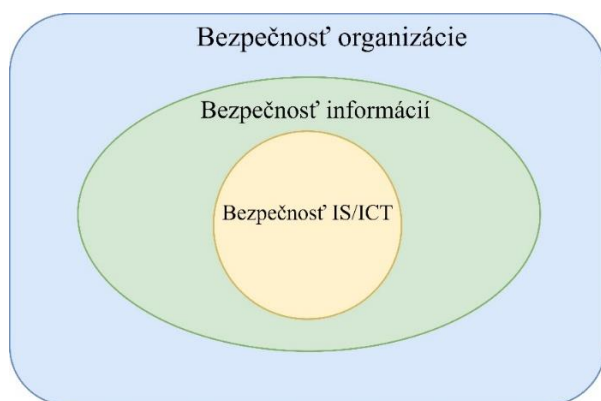 Bezpečnosť organizácie
Bezpečnosť informácií
Bezpečnosť IS/ICT